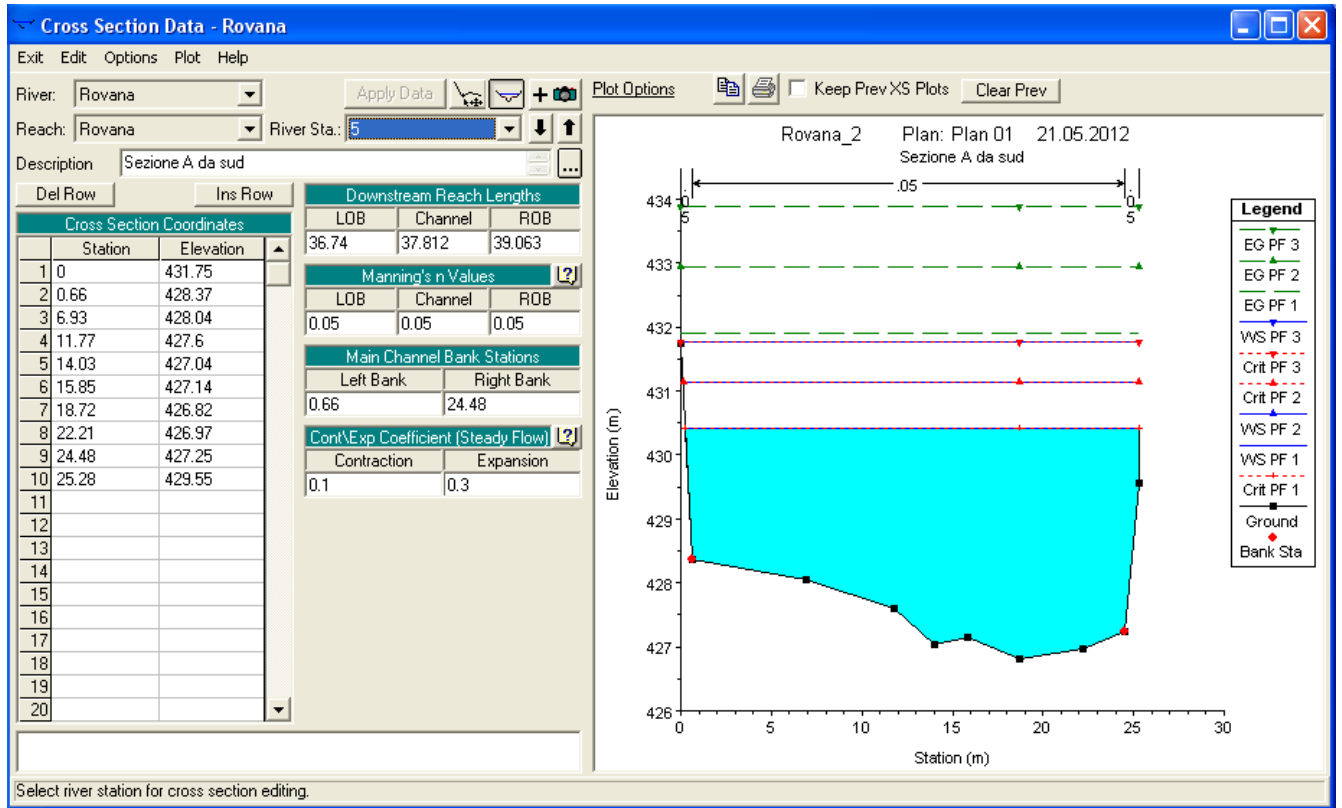 Cross Section Data - Rovana
Exit Edit Options Plot Help
River: Rovana Apply Data
Reach: Rovana River Sta.: 5
Description Sezione A da sud ...
Del Row Ins Row
Cross Section Coordinates
Station Elevation
1 0 431.75
2 0.66 428.37
3 6.93 428.04
4 11.77 427.6
5 14.03 427.04
6 15.85 427.14
7 18.72 426.82
8 22.21 426.97
9 24.48 427.25
10 25.28 429.55
11
12
13
14
15
16
17
18
19
20
Downstream Reach Lengths
LOB Channel ROB
36.74 37.812 39.063
Manning's n Values
LOB Channel ROB
0.05 0.05 0.05
Main Channel Bank Stations
Left Bank Right Bank
0.66 24.48
Cont\Exp Coefficient (Steady Flow)
Contraction Expansion
0.1 0.3
Plot Options Keep Prev XS Plots Clear Prev
Rovana_2 Plan: Plan 01 21.05.2012
Sezione A da sud
.05
.05
.05
434
433
432
431
430
429
428
427
426
0 5 10 15 20 25 30
Elevation (m)
Station (m)
Legend
EG PF 3
EG PF 2
EG PF 1
WS PF 3
Crit PF 3
Crit PF 2
WS PF 2
WS PF 1
Crit PF 1
Ground
Bank Sta
Select river station for cross section editing.